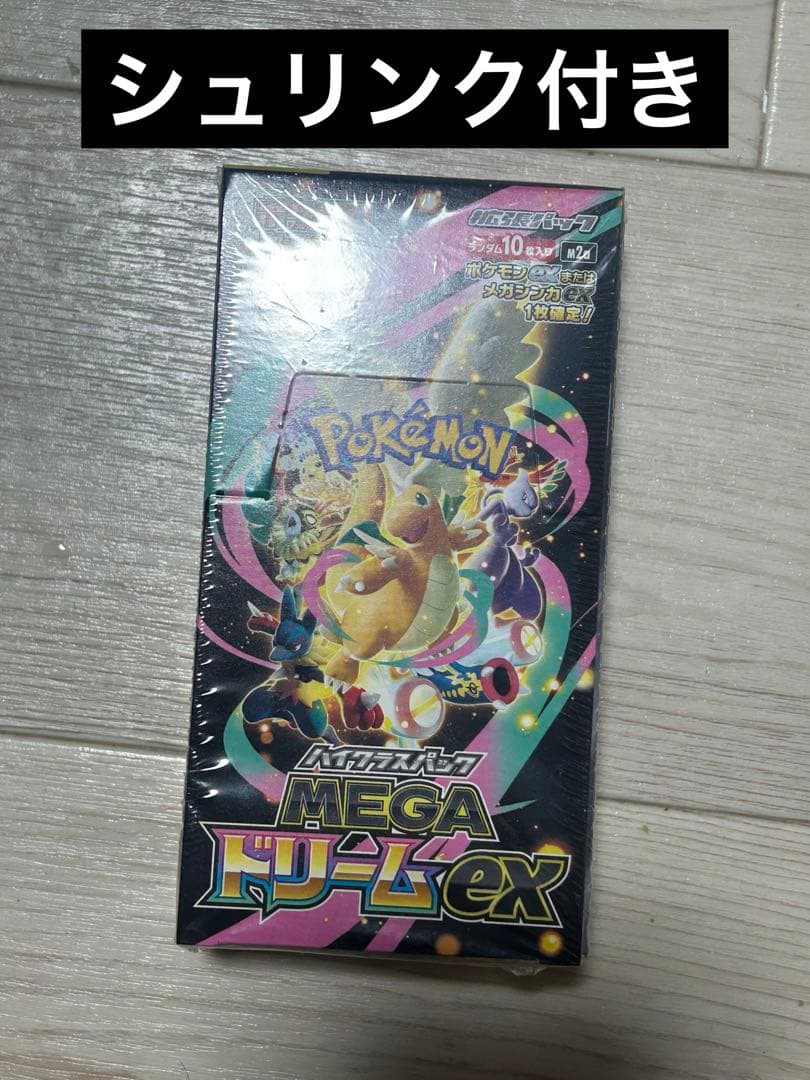 シュリンク付き
拡張パック
ランダム10枚入り M2a
ポケモンexまたは
メガシンカex
1枚確定!
POKéMON
ハイクラスパック
MEGA
ドリームex